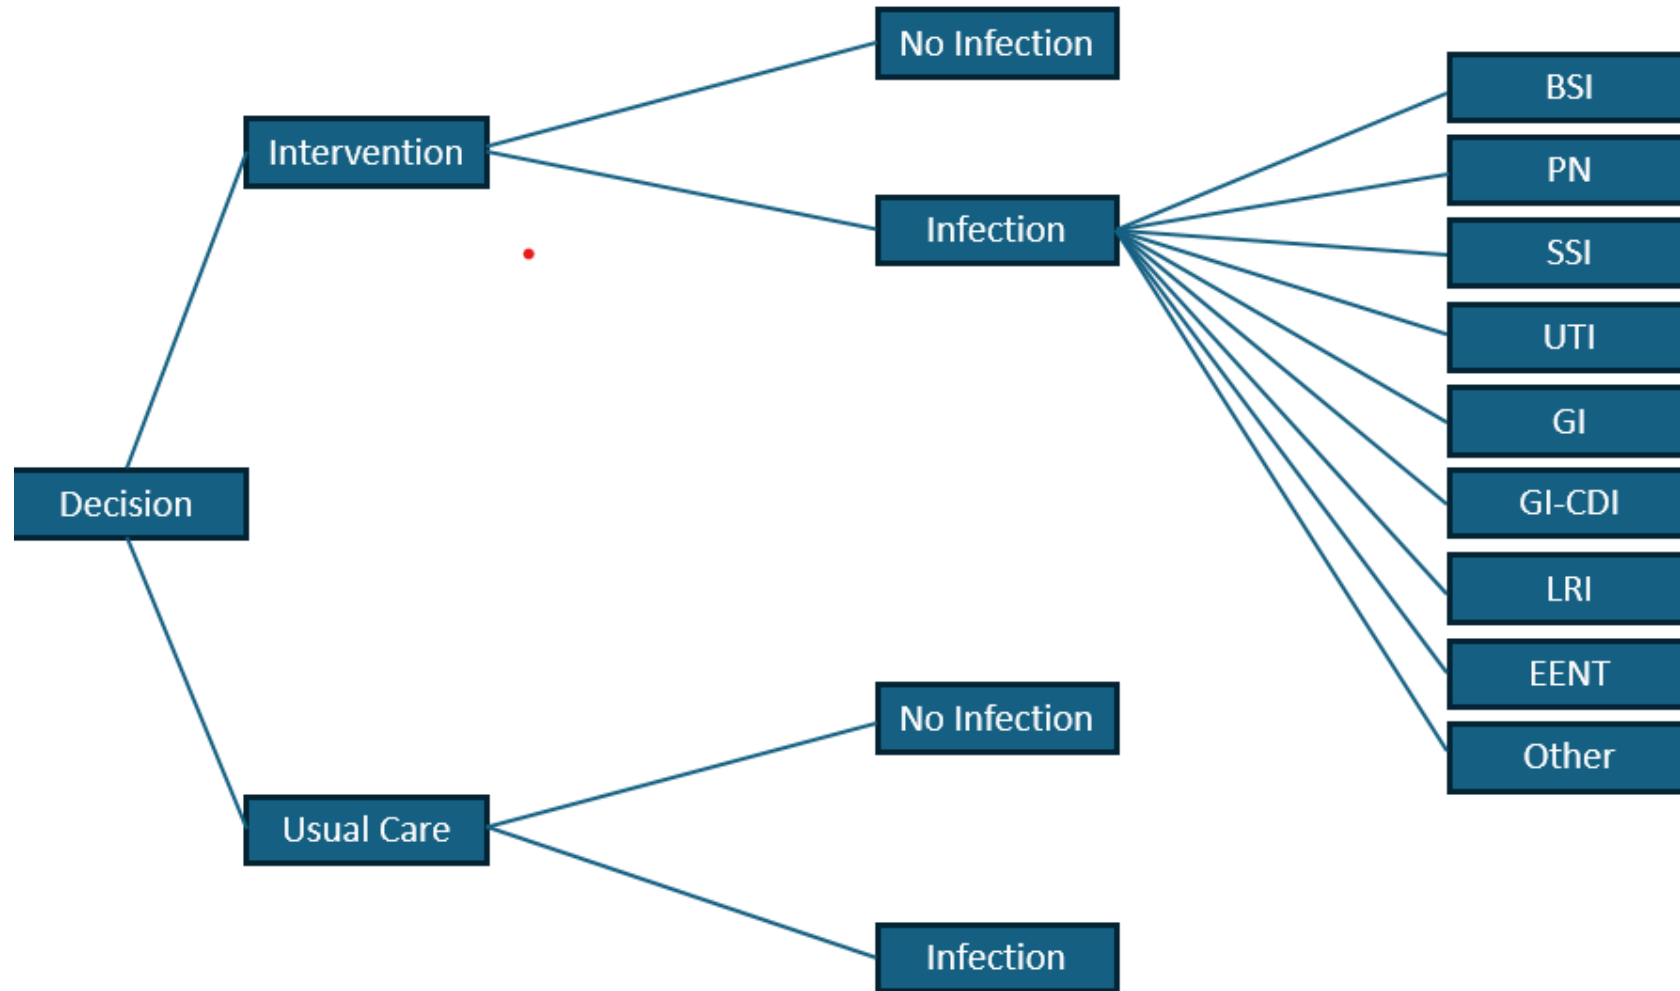 No Infection
BSI
Intervention
PN
Infection
SSI
UTI
GI
Decision
GI-CDI
LRI
EENT
No Infection
Other
Usual Care
Infection